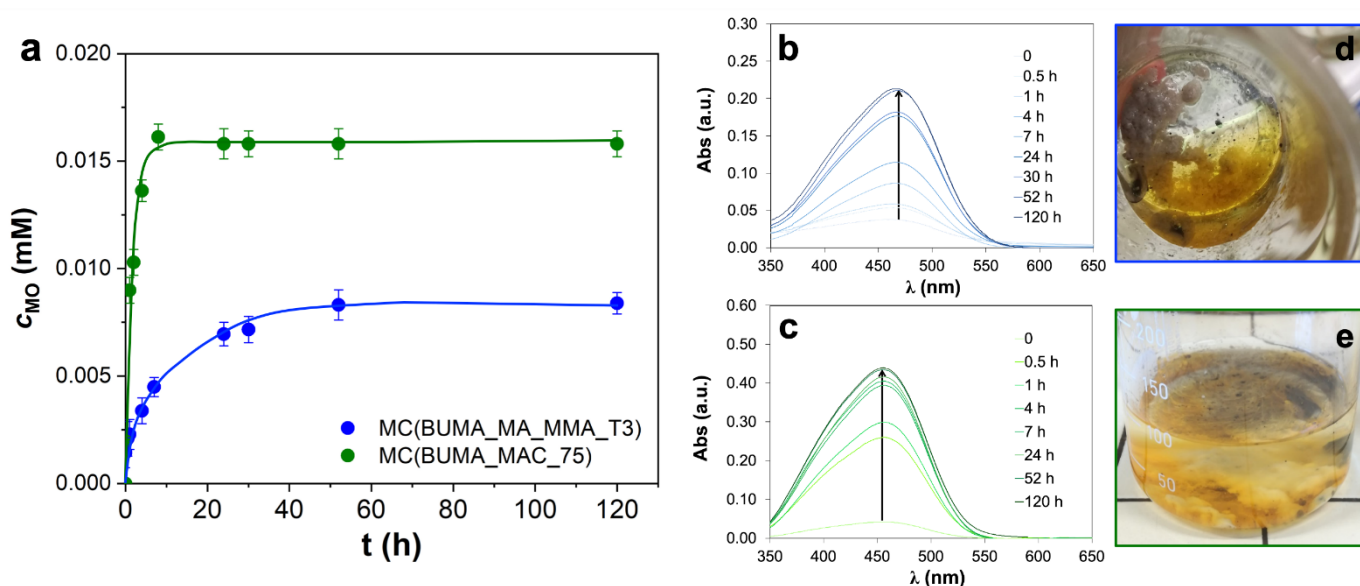 a
0.020
0.015
0.010
0.005
0.000
cMO (mM)
0 20 40 60 80 100 120
t (h)
MC(BUMA_MA_MMA_T3)
MC(BUMA_MAC_75)
b
0.30
0.25
0.20
0.15
0.10
0.05
0.00
Abs (a.u.)
350 400 450 500 550 600 650
λ (nm)
0
0.5 h
1 h
4 h
7 h
24 h
30 h
52 h
120 h
c
0.60
0.50
0.40
0.30
0.20
0.10
0.00
Abs (a.u.)
350 400 450 500 550 600 650
λ (nm)
0
0.5 h
1 h
4 h
7 h
24 h
52 h
120 h
d
e
200
150
100
50